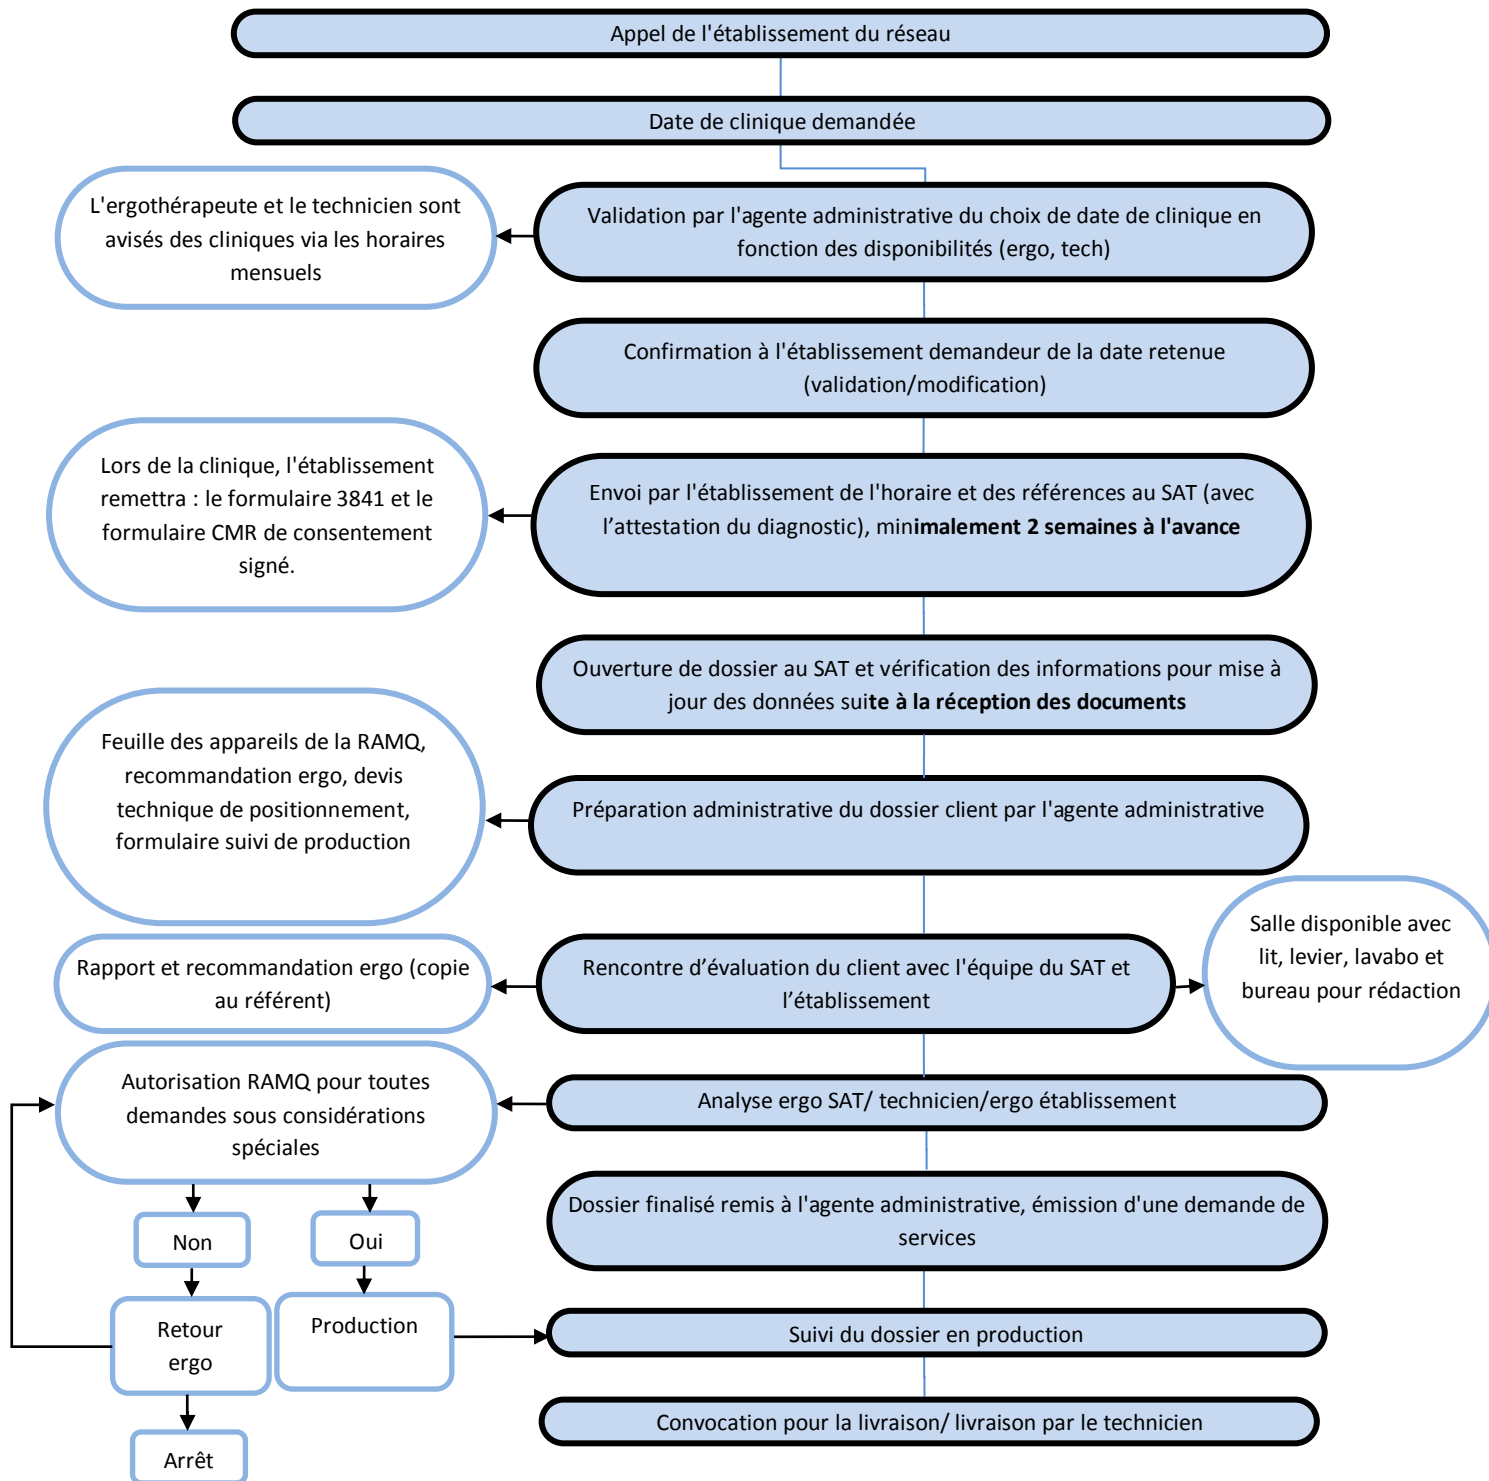 Appel de l'établissement du réseau
Date de clinique demandée
L'ergothérapeute et le technicien sont
avisés des cliniques via les horaires
mensuels
Validation par l'agente administrative du choix de date de clinique en
fonction des disponibilités (ergo, tech)
Confirmation à l'établissement demandeur de la date retenue
(validation/modification)
Lors de la clinique, l'établissement
remettra : le formulaire 3841 et le
formulaire CMR de consentement
signé.
Envoi par l'établissement de l'horaire et des références au SAT (avec
l’attestation du diagnostic), minimalement 2 semaines à l'avance
Ouverture de dossier au SAT et vérification des informations pour mise à
jour des données suite à la réception des documents
Feuille des appareils de la RAMQ,
recommandation ergo, devis
technique de positionnement,
formulaire suivi de production
Préparation administrative du dossier client par l'agente administrative
Rapport et recommandation ergo (copie
au référent)
Rencontre d’évaluation du client avec l'équipe du SAT et
l’établissement
Salle disponible avec
lit, levier, lavabo et
bureau pour rédaction
Autorisation RAMQ pour toutes
demandes sous considérations
spéciales
Analyse ergo SAT/ technicien/ergo établissement
Dossier finalisé remis à l'agente administrative, émission d'une demande de
services
Non
Oui
Retour
ergo
Production
Suivi du dossier en production
Arrêt
Convocation pour la livraison/ livraison par le technicien